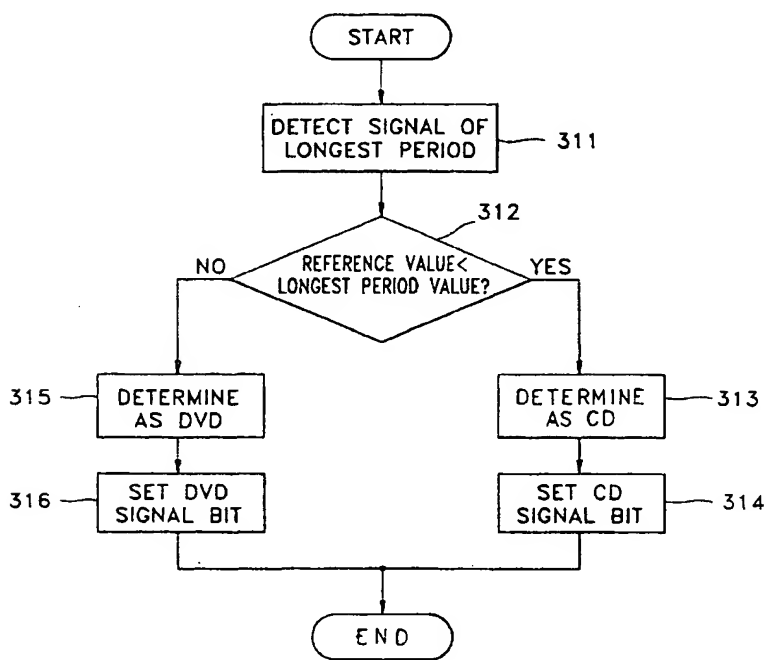 START
DETECT SIGNAL OF
LONGEST PERIOD
311
312
REFERENCE VALUE<
LONGEST PERIOD VALUE?
NO
YES
315
DETERMINE
AS DVD
DETERMINE
AS CD
313
316
SET DVD
SIGNAL BIT
SET CD
SIGNAL BIT
314
END